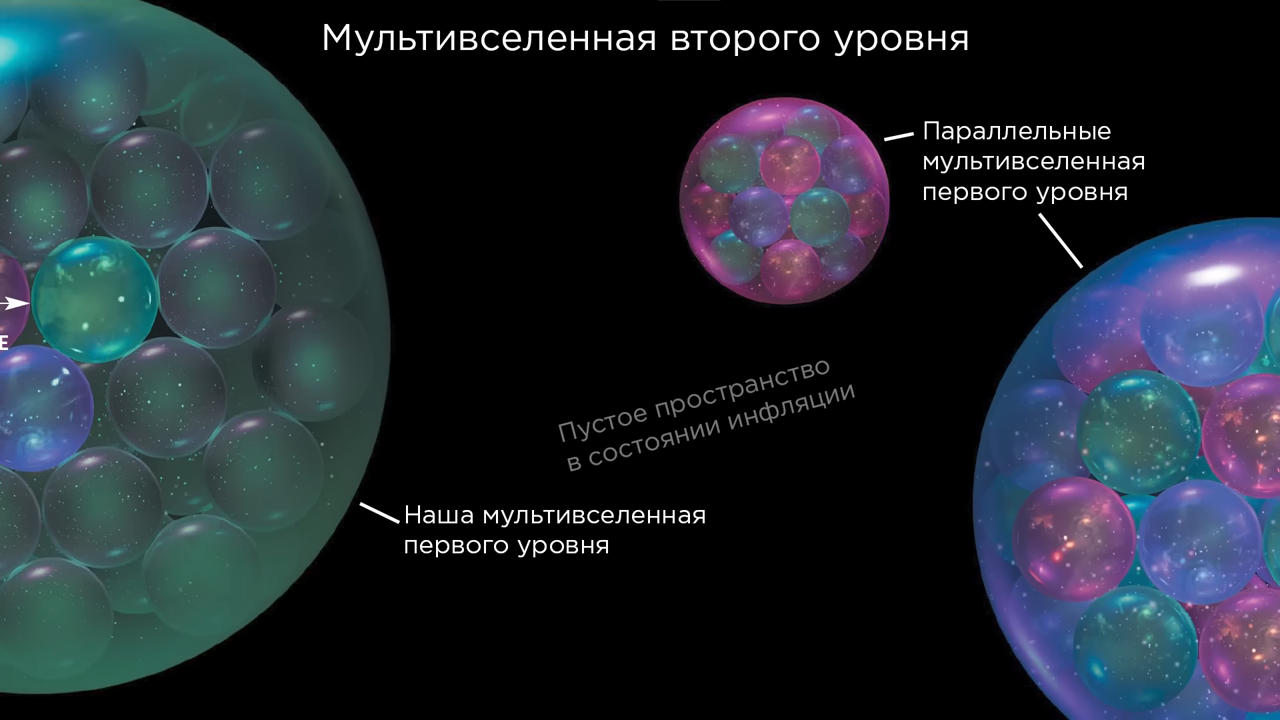 Мультивселенная второго уровня
Параллельные
мультивселенная
первого уровня
Е
Пустое пространство
в состоянии инфляции
Наша мультивселенная
первого уровня